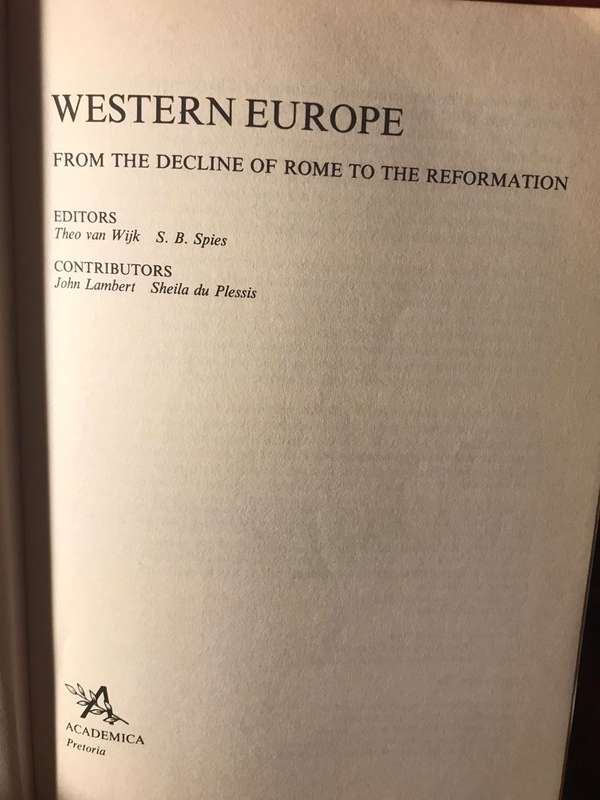 WESTERN EUROPE
FROM THE DECLINE OF ROME TO THE REFORMATION
EDITORS
Theo van Wijk S. B. Spies
CONTRIBUTORS
John Lambert Sheila du Plessis
A
ACADEMICA
Pretoria